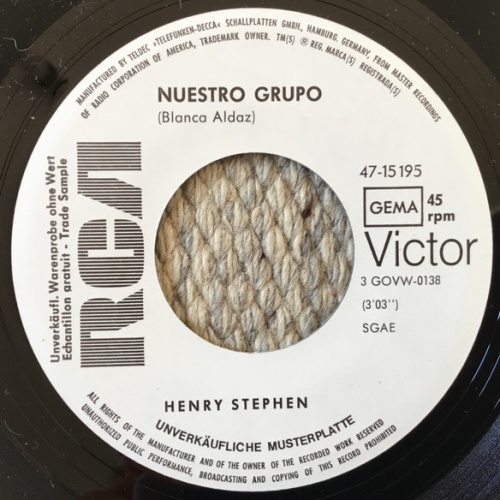 MANUFACTURED BY TELDEC »TELEFUNKEN-DECCA« SCHALLPLATTEN GMBH., HAMBURG, GERMANY, FROM MASTER RECORDINGS
OF RADIO CORPORATION OF AMERICA, TRADEMARK OWNER. TM(S) ® REG. MARCA(S) REGISTRADA(S)
NUESTRO GRUPO
(Blanca Aldaz)
Unverkäufl. Warenprobe ohne Wert
Echantillon gratuit - Trade Sample
RCA
47-15195
GEMA
45
rpm
Victor
3 GOVW-0138
(3'03'')
SGAE
HENRY STEPHEN
UNVERKÄUFLICHE MUSTERPLATTE
ALL RIGHTS OF THE MANUFACTURER AND OF THE OWNER OF THE RECORDED WORK RESERVED
UNAUTHORIZED PUBLIC PERFORMANCE, BROADCASTING AND COPYING OF THIS RECORD PROHIBITED